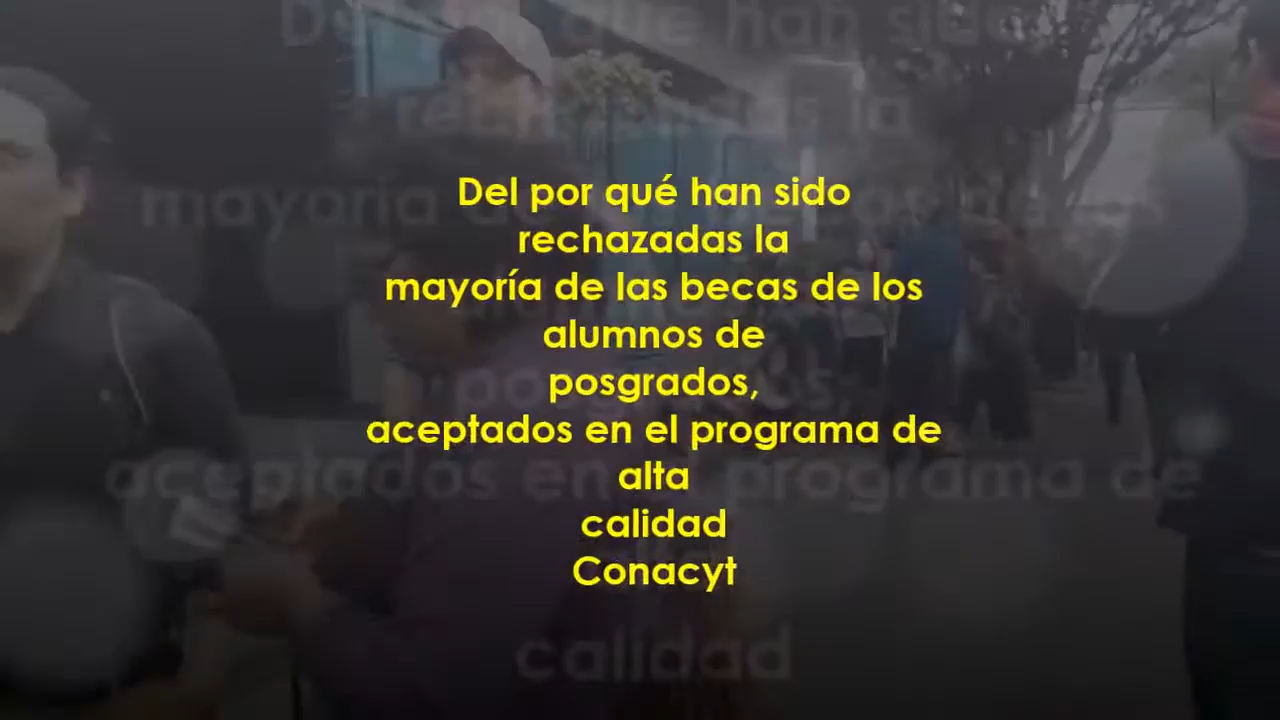 Del por qué han sido
rechazadas la
mayoría de las becas de los
alumnos de
posgrados,
aceptados en el programa de
alta
calidad
Conacyt